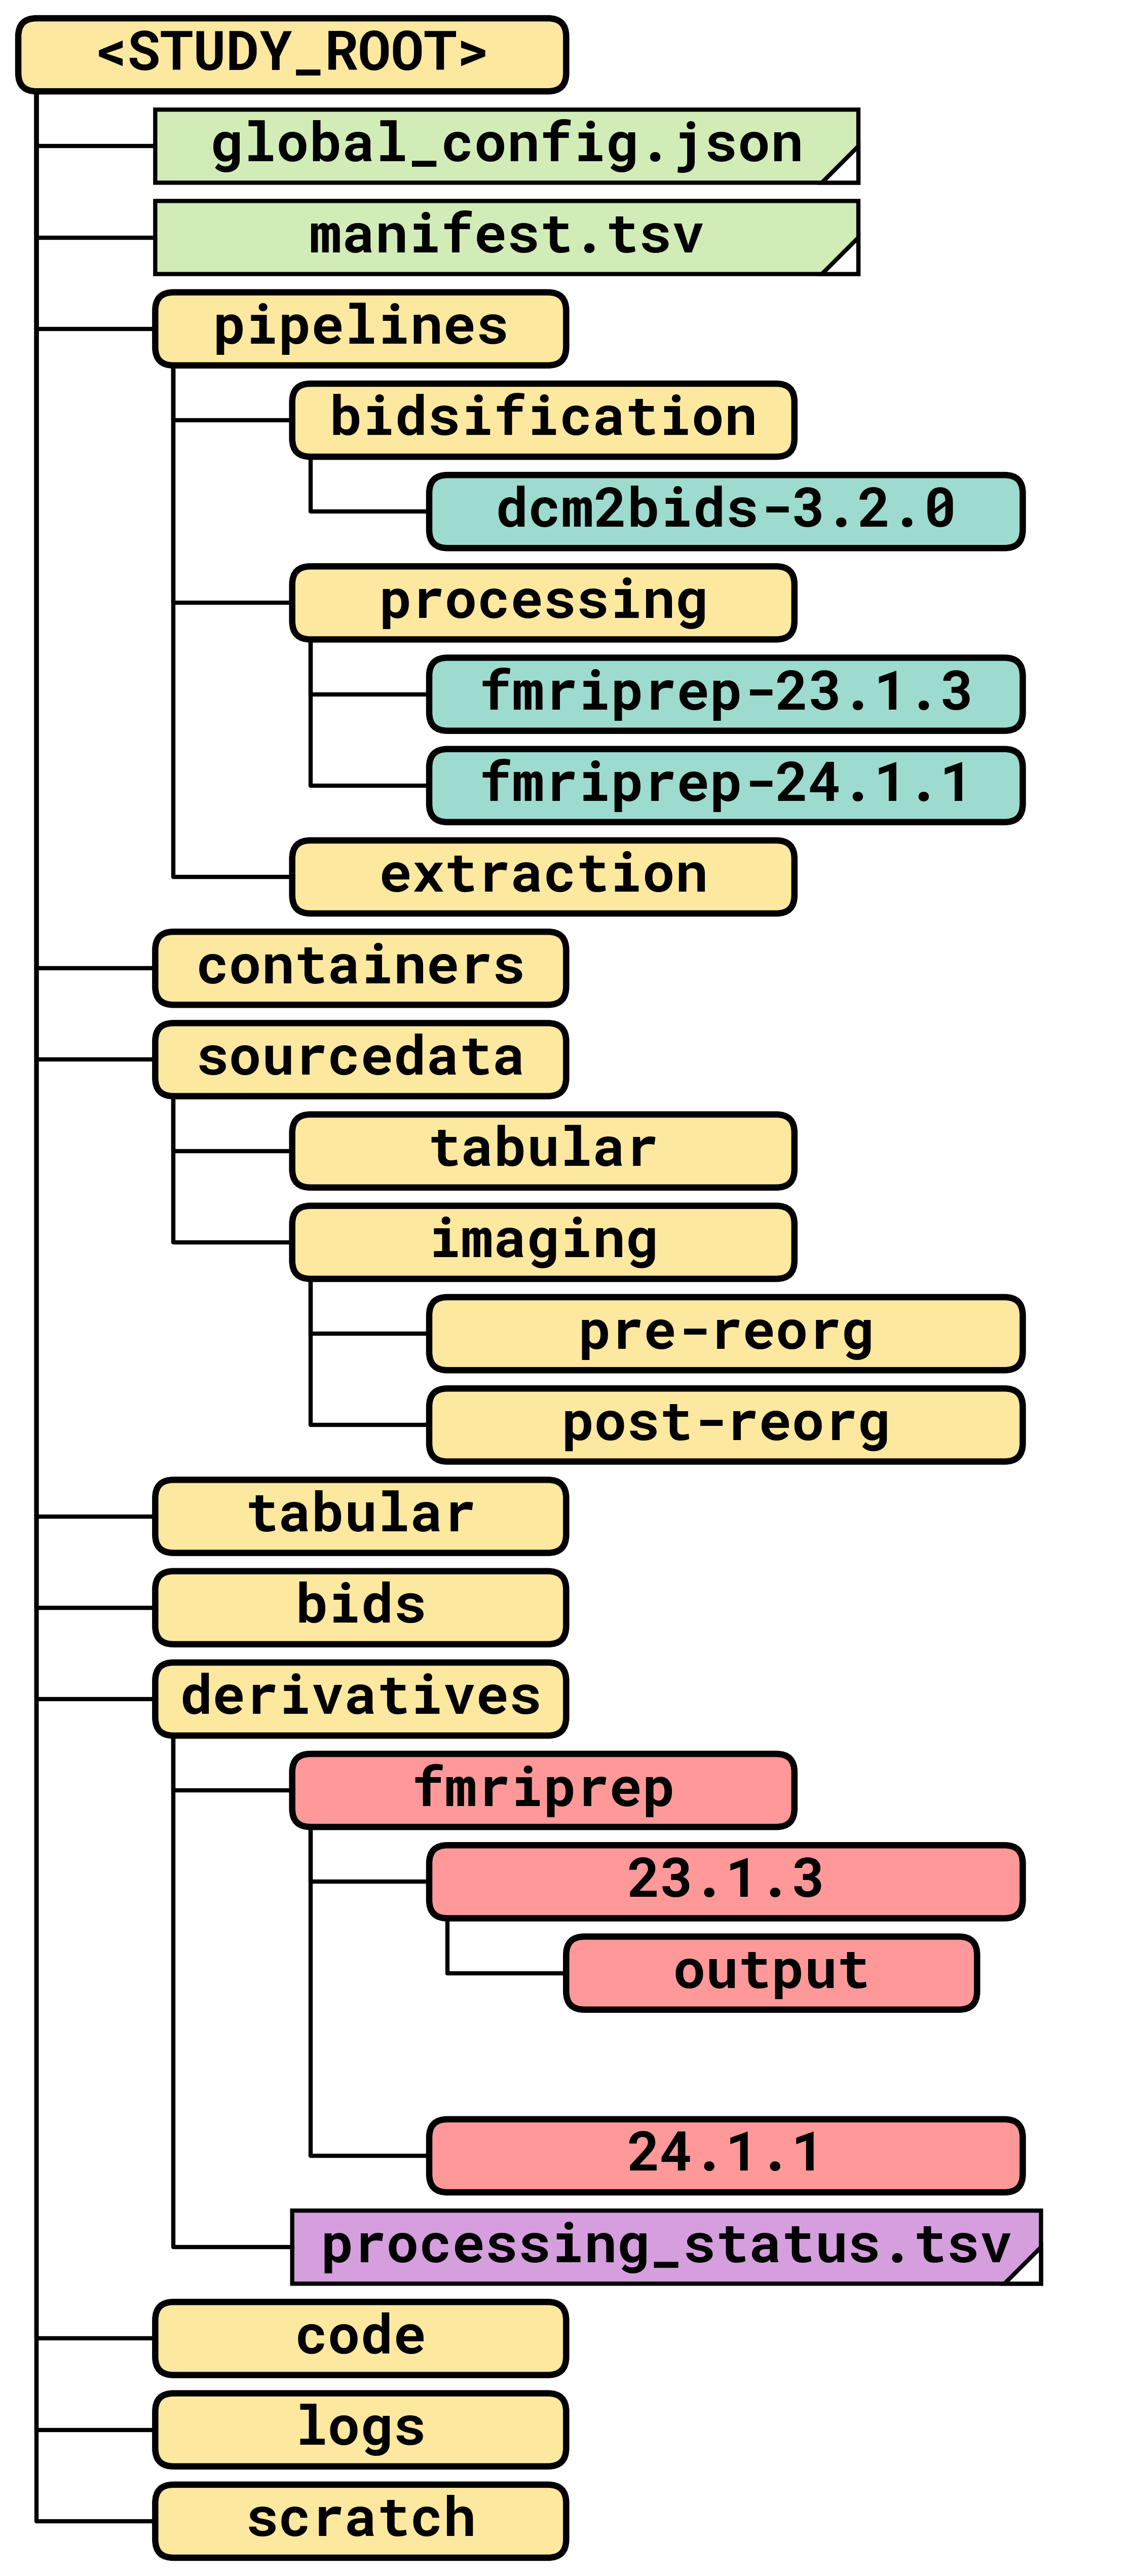 <STUDY_ROOT>
global_config.json
manifest.tsv
pipelines
bidsification
dcm2bids-3.2.0
processing
fmriprep-23.1.3
fmriprep-24.1.1
extraction
containers
sourcedata
tabular
imaging
pre-reorg
post-reorg
tabular
bids
derivatives
fmriprep
23.1.3
output
24.1.1
processing_status.tsv
code
logs
scratch